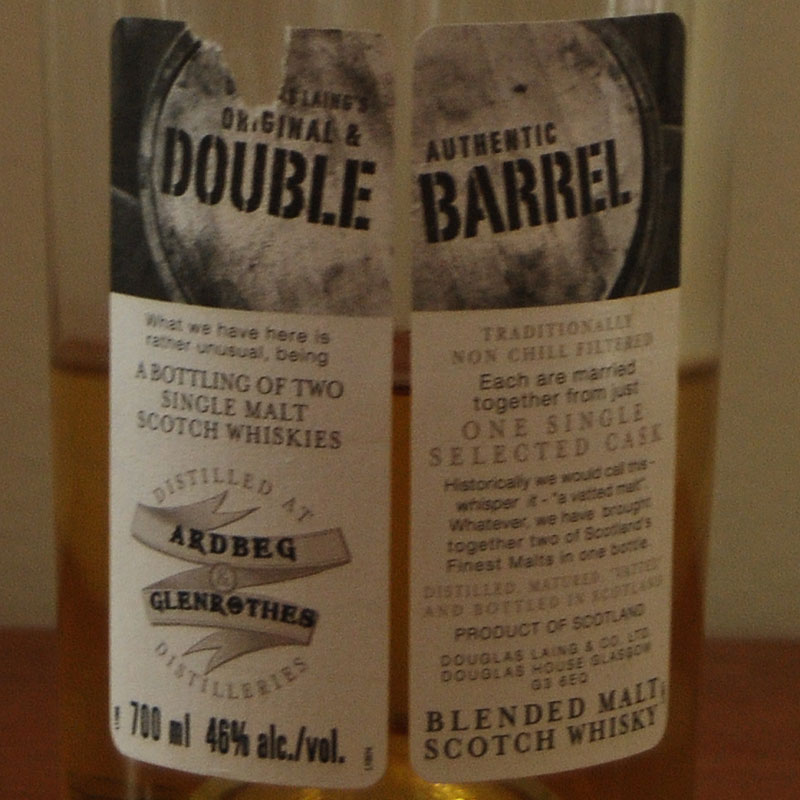 LAING'S
ORIGINAL &
DOUBLE
What we have here is
rather unusual, being
A BOTTLING OF TWO
SINGLE MALT
SCOTCH WHISKIES
DISTILLED AT
ARDBEG
&
GLENROTHES
DISTILLERIES
700 ml 46% alc./vol.
AUTHENTIC
BARREL
TRADITIONALLY
NON CHILL FILTERED
Each are married
together from just
ONE SINGLE
SELECTED CASK
Historically we would call this -
whisper it - "a vatted malt".
Whatever, we have brought
together two of Scotland's
Finest Malts in one bottle.
DISTILLED, MATURED, 'VATTED'
AND BOTTLED IN SCOTLAND
PRODUCT OF SCOTLAND
DOUGLAS LAING & CO. LTD.
DOUGLAS HOUSE GLASGOW
G3 6EQ
BLENDED MALT
SCOTCH WHISKY